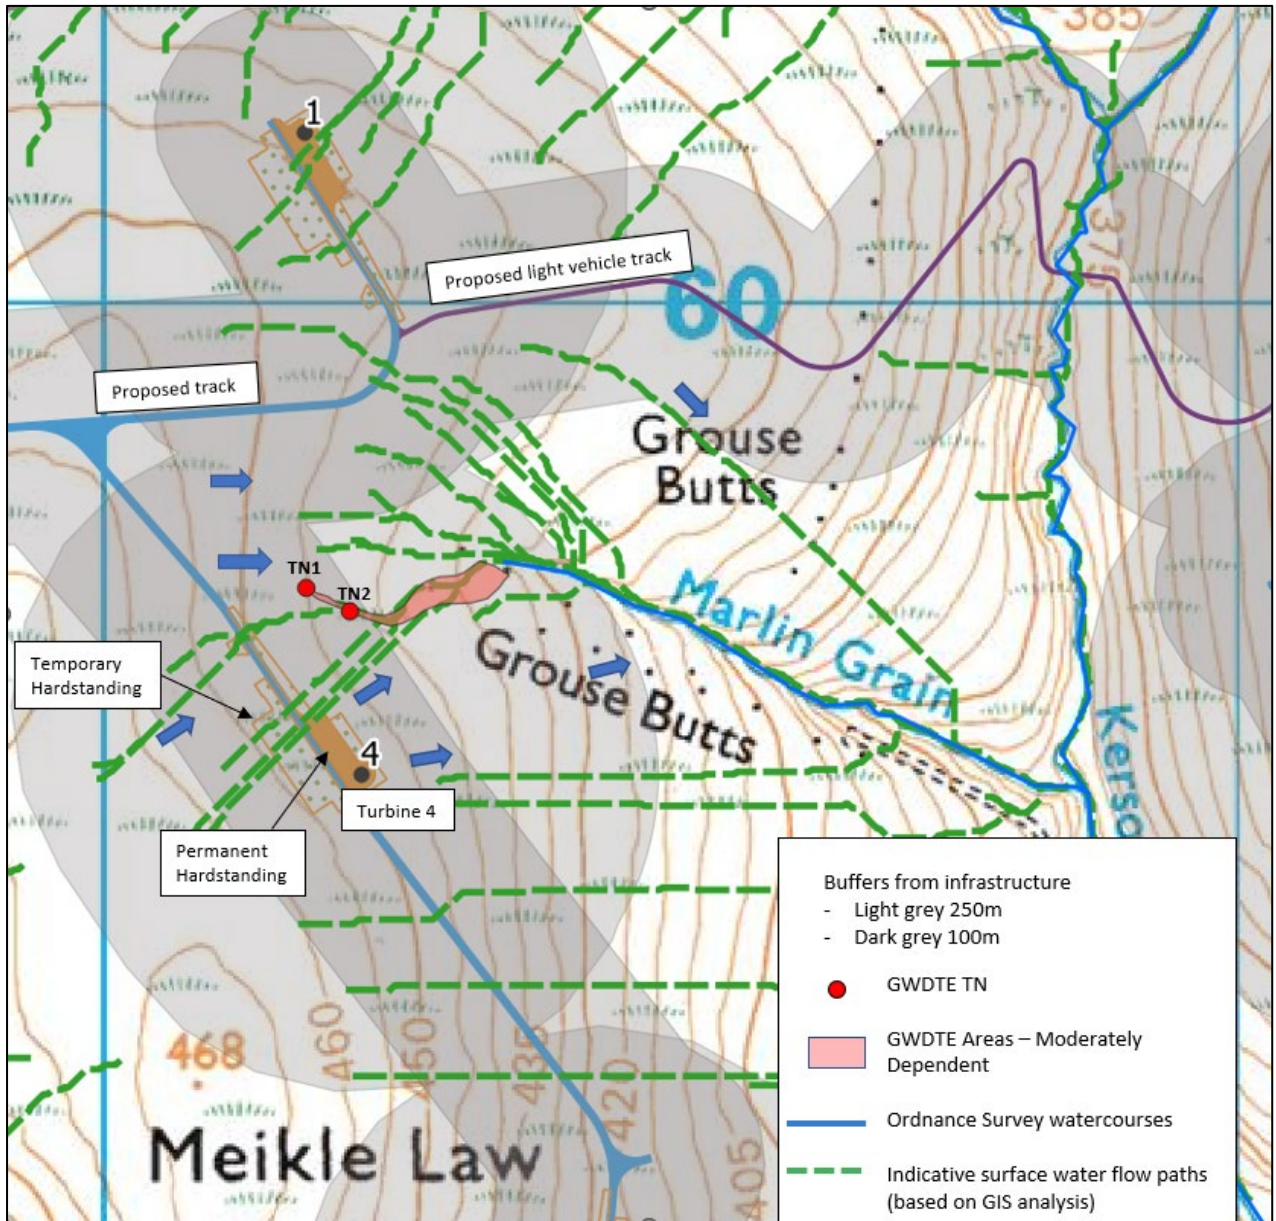 385
1
375
Proposed light vehicle track
60
Proposed track
Grouse
Butts
TN1
TN2
Marlin Grain
Temporary
Hardstanding
Grouse Butts
4
Turbine 4
Permanent
Hardstanding
Kerso
468
460
450
435
420
405
Meikle Law
Buffers from infrastructure
- Light grey 250m
- Dark grey 100m
GWDTE TN
GWDTE Areas – Moderately
Dependent
Ordnance Survey watercourses
Indicative surface water flow paths
(based on GIS analysis)